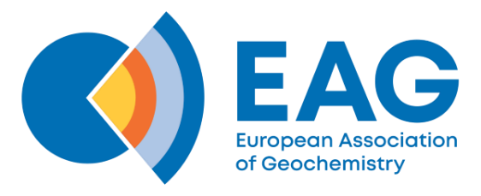 EAG
European Association
of Geochemistry